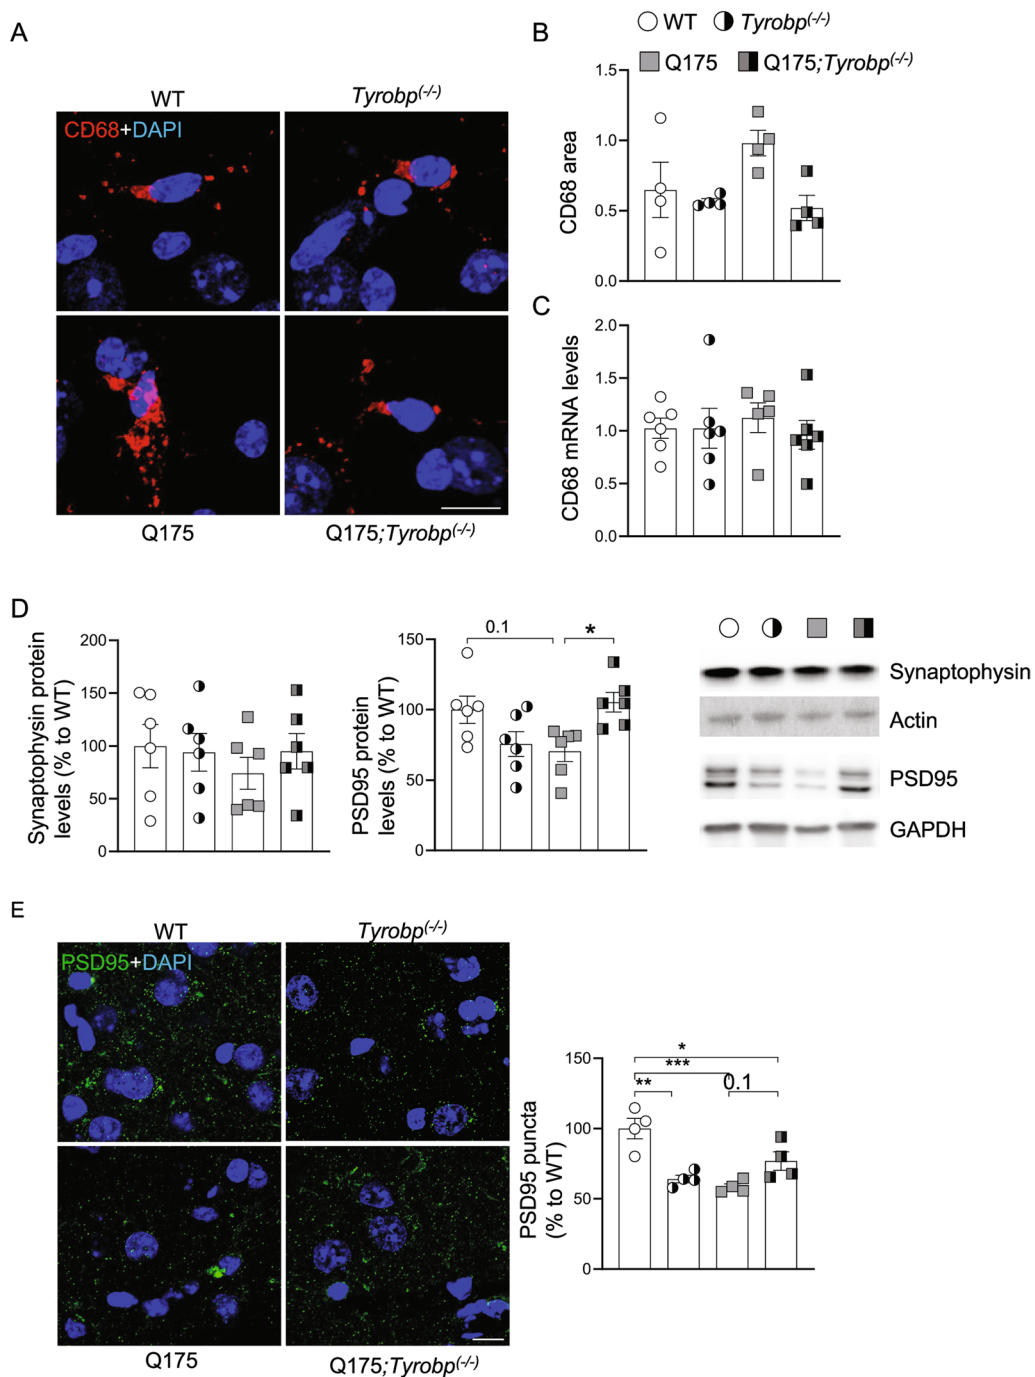 A
WT
Tyrobp(-/-)
CD68+DAPI
Q175
Q175;Tyrobp(-/-)
WT
Tyrobp(-/-)
Q175
Q175;Tyrobp(-/-)
B
CD68 area
1.5
1.0
0.5
0.0
C
CD68 mRNA levels
2.0
1.5
1.0
0.5
0.0
D
Synaptophysin protein
levels (% to WT)
200
150
100
50
0
PSD95 protein
levels (% to WT)
150
100
50
0
0.1
*
Synaptophysin
Actin
PSD95
GAPDH
E
WT
Tyrobp(-/-)
PSD95+DAPI
Q175
Q175;Tyrobp(-/-)
PSD95 puncta
(% to WT)
150
100
50
0
*
***
**
0.1